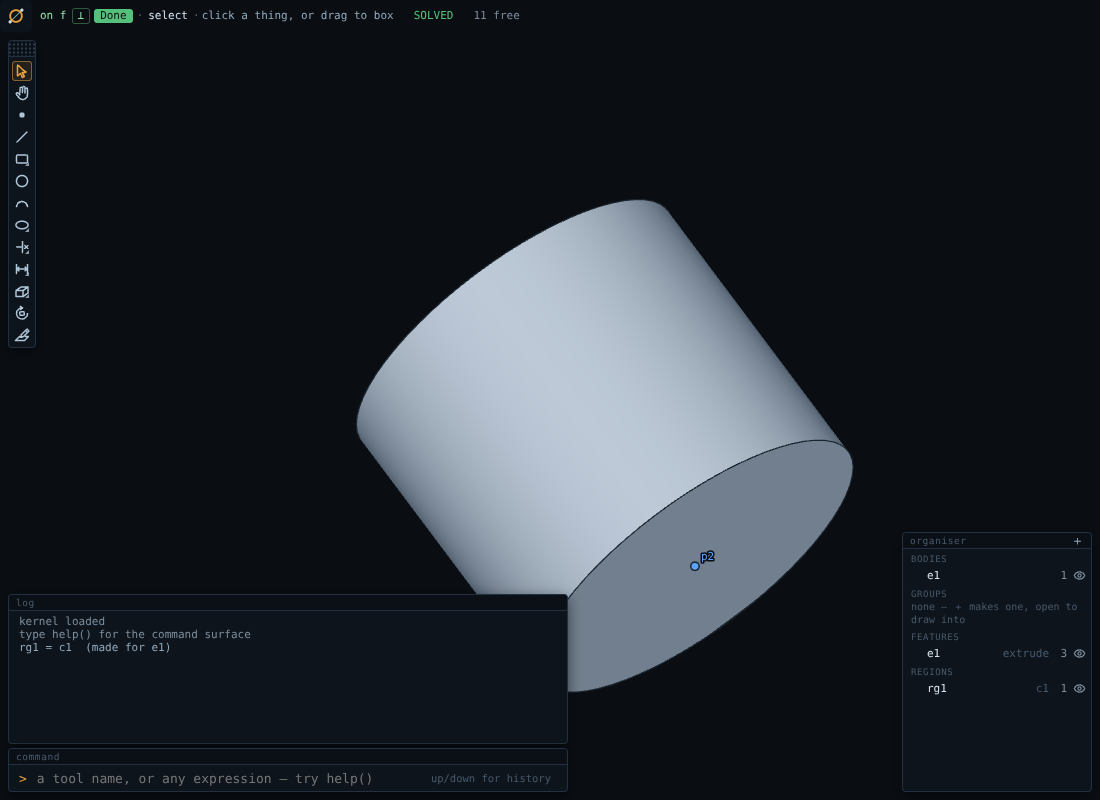 on f ⊥ Done · select · click a thing, or drag to box SOLVED 11 free
p2
organiser +
BODIES
e1 1
GROUPS
none — + makes one, open to
draw into
FEATURES
e1 extrude 3
REGIONS
rg1 c1 1
log
kernel loaded
type help() for the command surface
rg1 = c1 (made for e1)
command
> a tool name, or any expression — try help() up/down for history